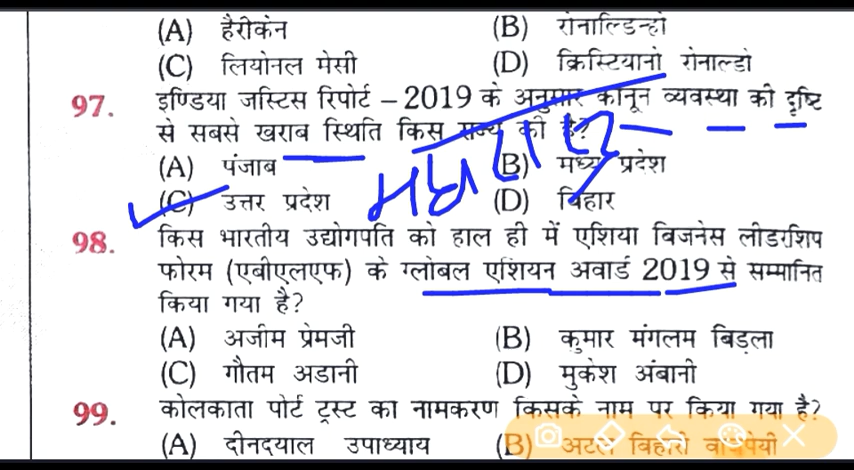 (A) हैरीकेन (B) रोनाल्डिन्हो
(C) लियोनल मेसी (D) क्रिस्टियानो रोनाल्डो
97. इण्डिया जस्टिस रिपोर्ट – 2019 के अनुसार कानून व्यवस्था की दृष्टि
से सबसे खराब स्थिति किस राज्य की है?
(A) पंजाब (B) मध्य प्रदेश
(C) उत्तर प्रदेश (D) बिहार
98. किस भारतीय उद्योगपति को हाल ही में एशिया बिजनेस लीडरशिप
फोरम (एबीएलएफ) के ग्लोबल एशियन अवार्ड 2019 से सम्मानित
किया गया है?
(A) अजीम प्रेमजी (B) कुमार मंगलम बिड़ला
(C) गौतम अडानी (D) मुकेश अंबानी
99. कोलकाता पोर्ट ट्रस्ट का नामकरण किसके नाम पर किया गया है?
(A) दीनदयाल उपाध्याय (B) अटल बिहारी वाजपेयी